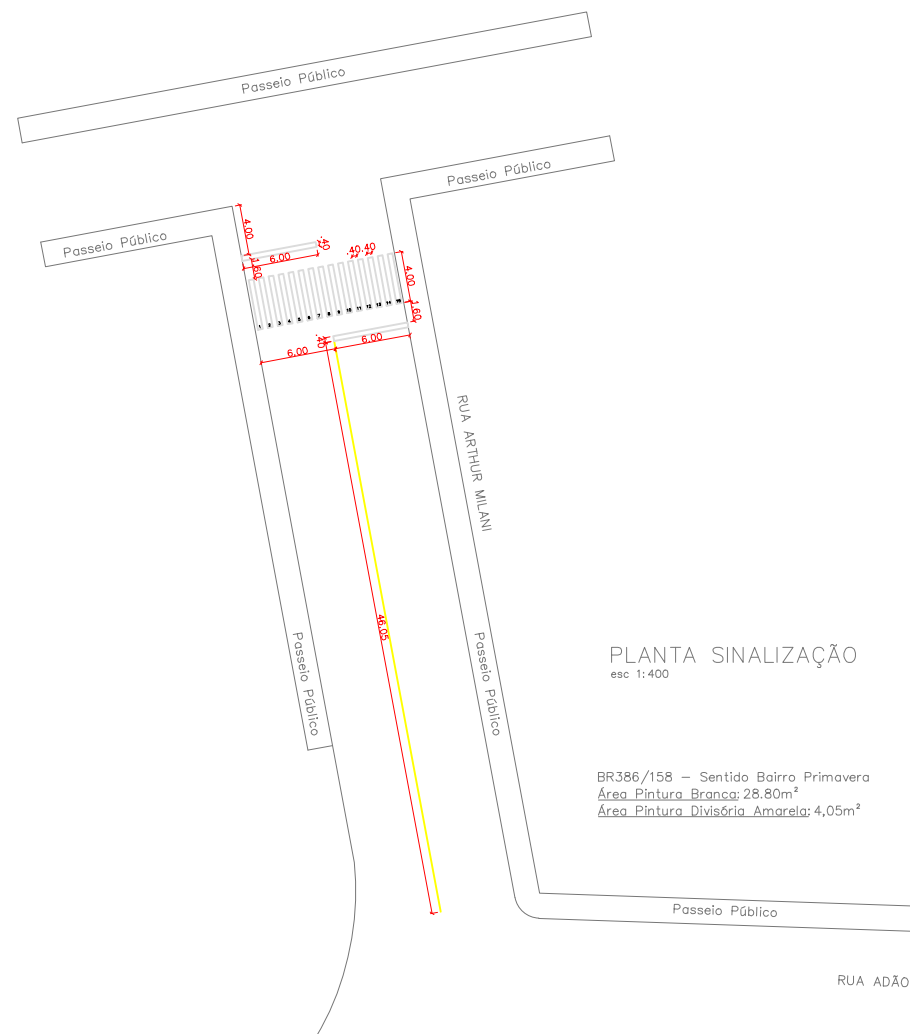 Passeio Público
Passeio Público
Passeio Público
4.00
.40
6.00
1.60
.40
.40
4.00
1.60
1 2 3 4 5 6 7 8 9 10 11 12 13 14 15
.40
6.00
6.00
RUA ARTHUR MILANI
46.05
Passeio Público
Passeio Público
PLANTA SINALIZAÇÃO
esc 1:400
BR386/158 – Sentido Bairro Primavera
Área Pintura Branca: 28.80m²
Área Pintura Divisória Amarela: 4,05m²
Passeio Público
RUA ADÃO